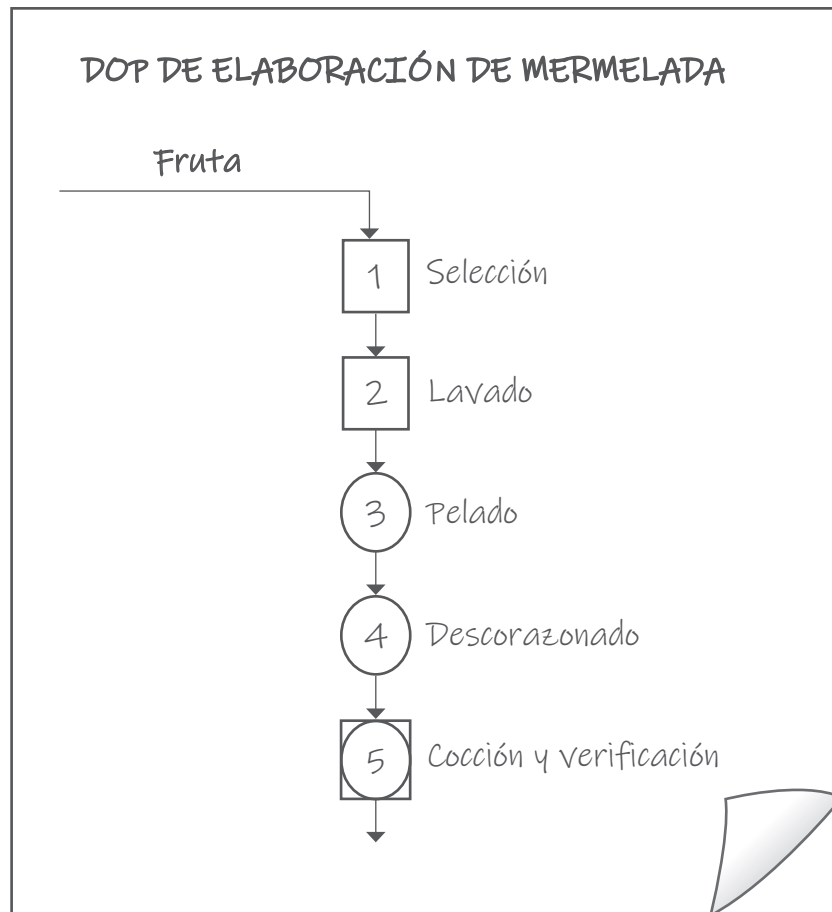 DOP DE ELABORACIÓN DE MERMELADA
Fruta
1 Selección
2 Lavado
3 Pelado
4 Descorazonado
5 Cocción y verificación